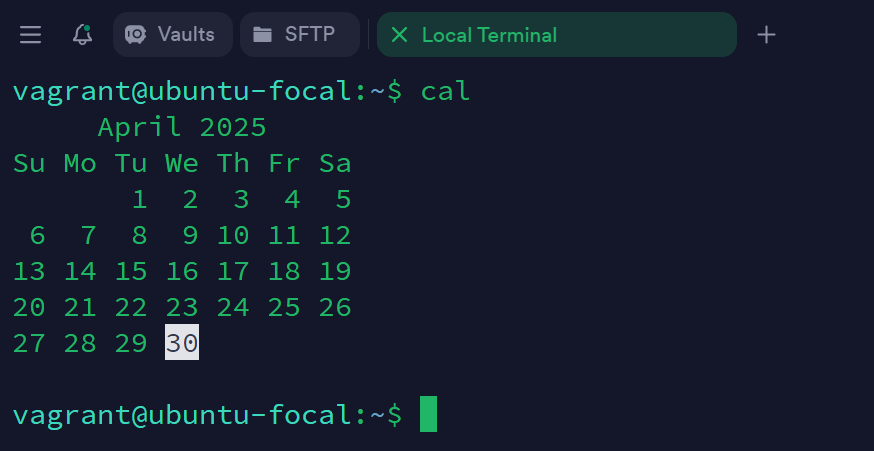 Vaults SFTP Local Terminal
vagrant@ubuntu-focal:~$ cal
     April 2025
Su Mo Tu We Th Fr Sa
       1  2  3  4  5
 6  7  8  9 10 11 12
13 14 15 16 17 18 19
20 21 22 23 24 25 26
27 28 29 30
vagrant@ubuntu-focal:~$